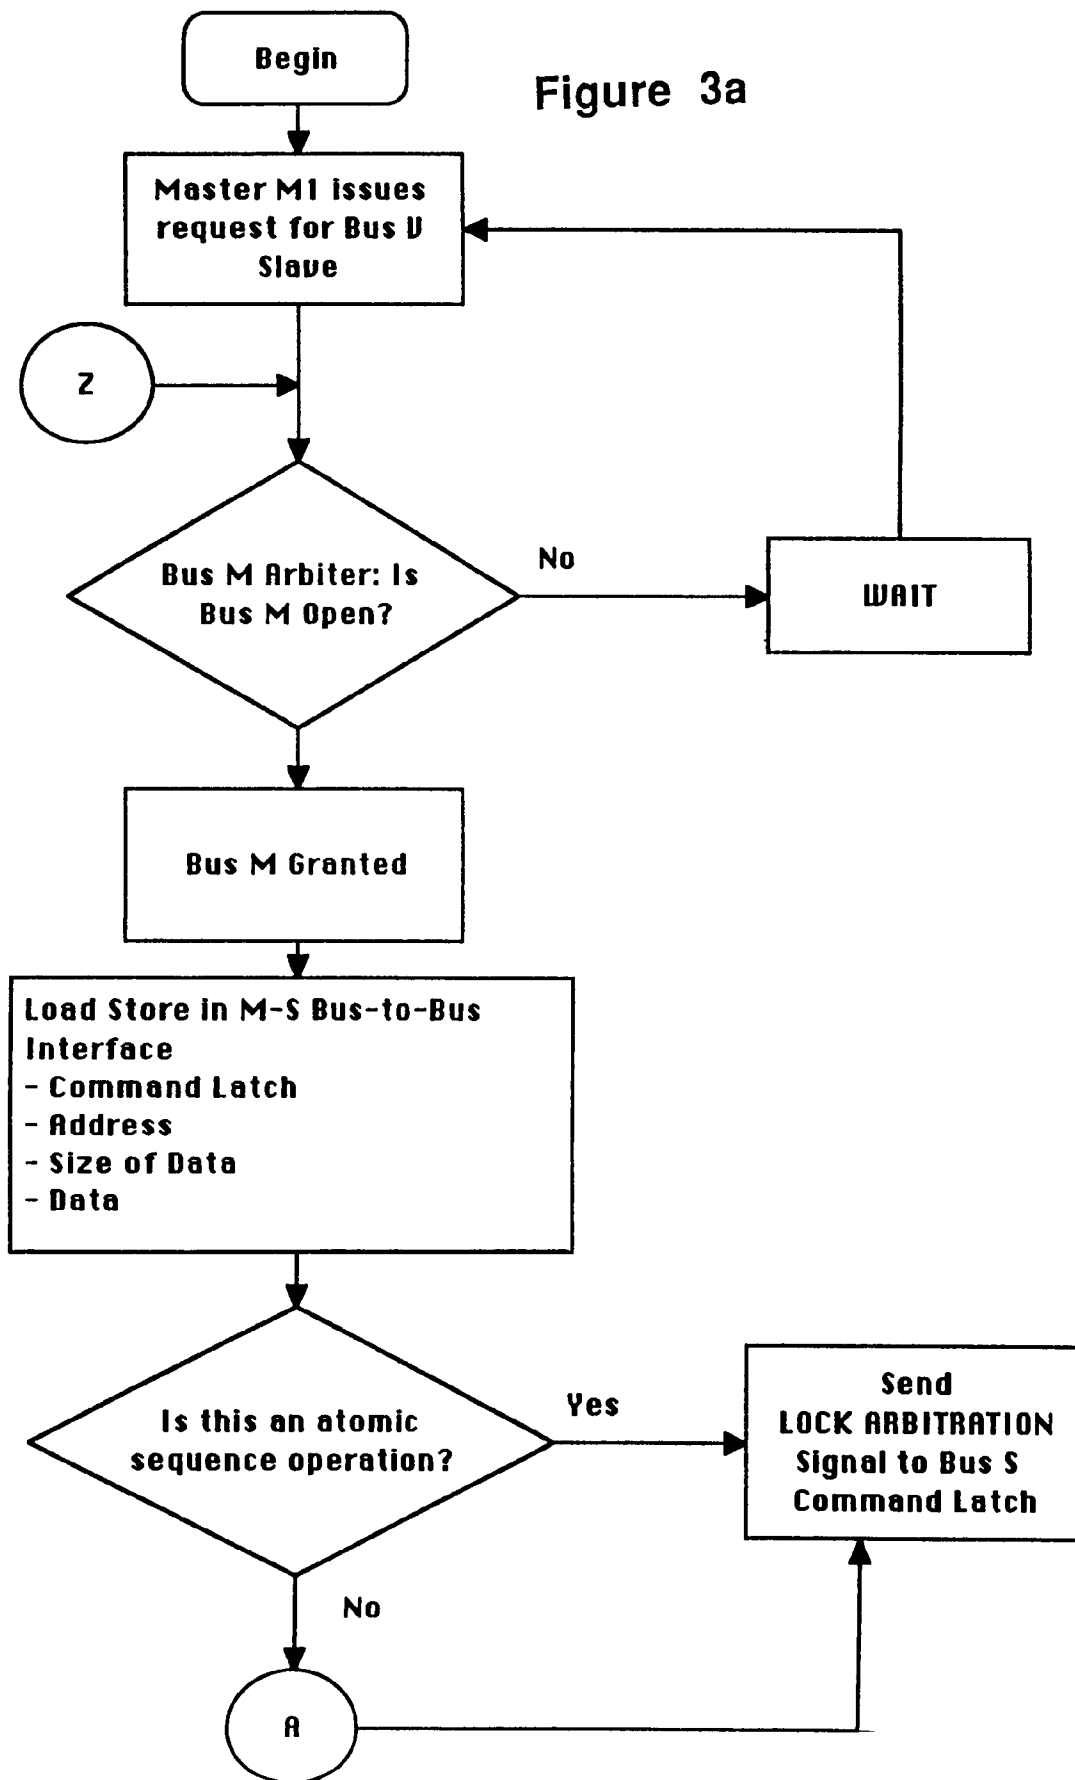 Begin
Figure 3a
Master M1 issues
request for Bus V
Slave
Z
Bus M Arbiter: Is
Bus M Open?
No
WAIT
Bus M Granted
Load Store in M-S Bus-to-Bus
Interface
- Command Latch
- Address
- Size of Data
- Data
Is this an atomic
sequence operation?
Yes
Send
LOCK ARBITRATION
Signal to Bus S
Command Latch
No
A